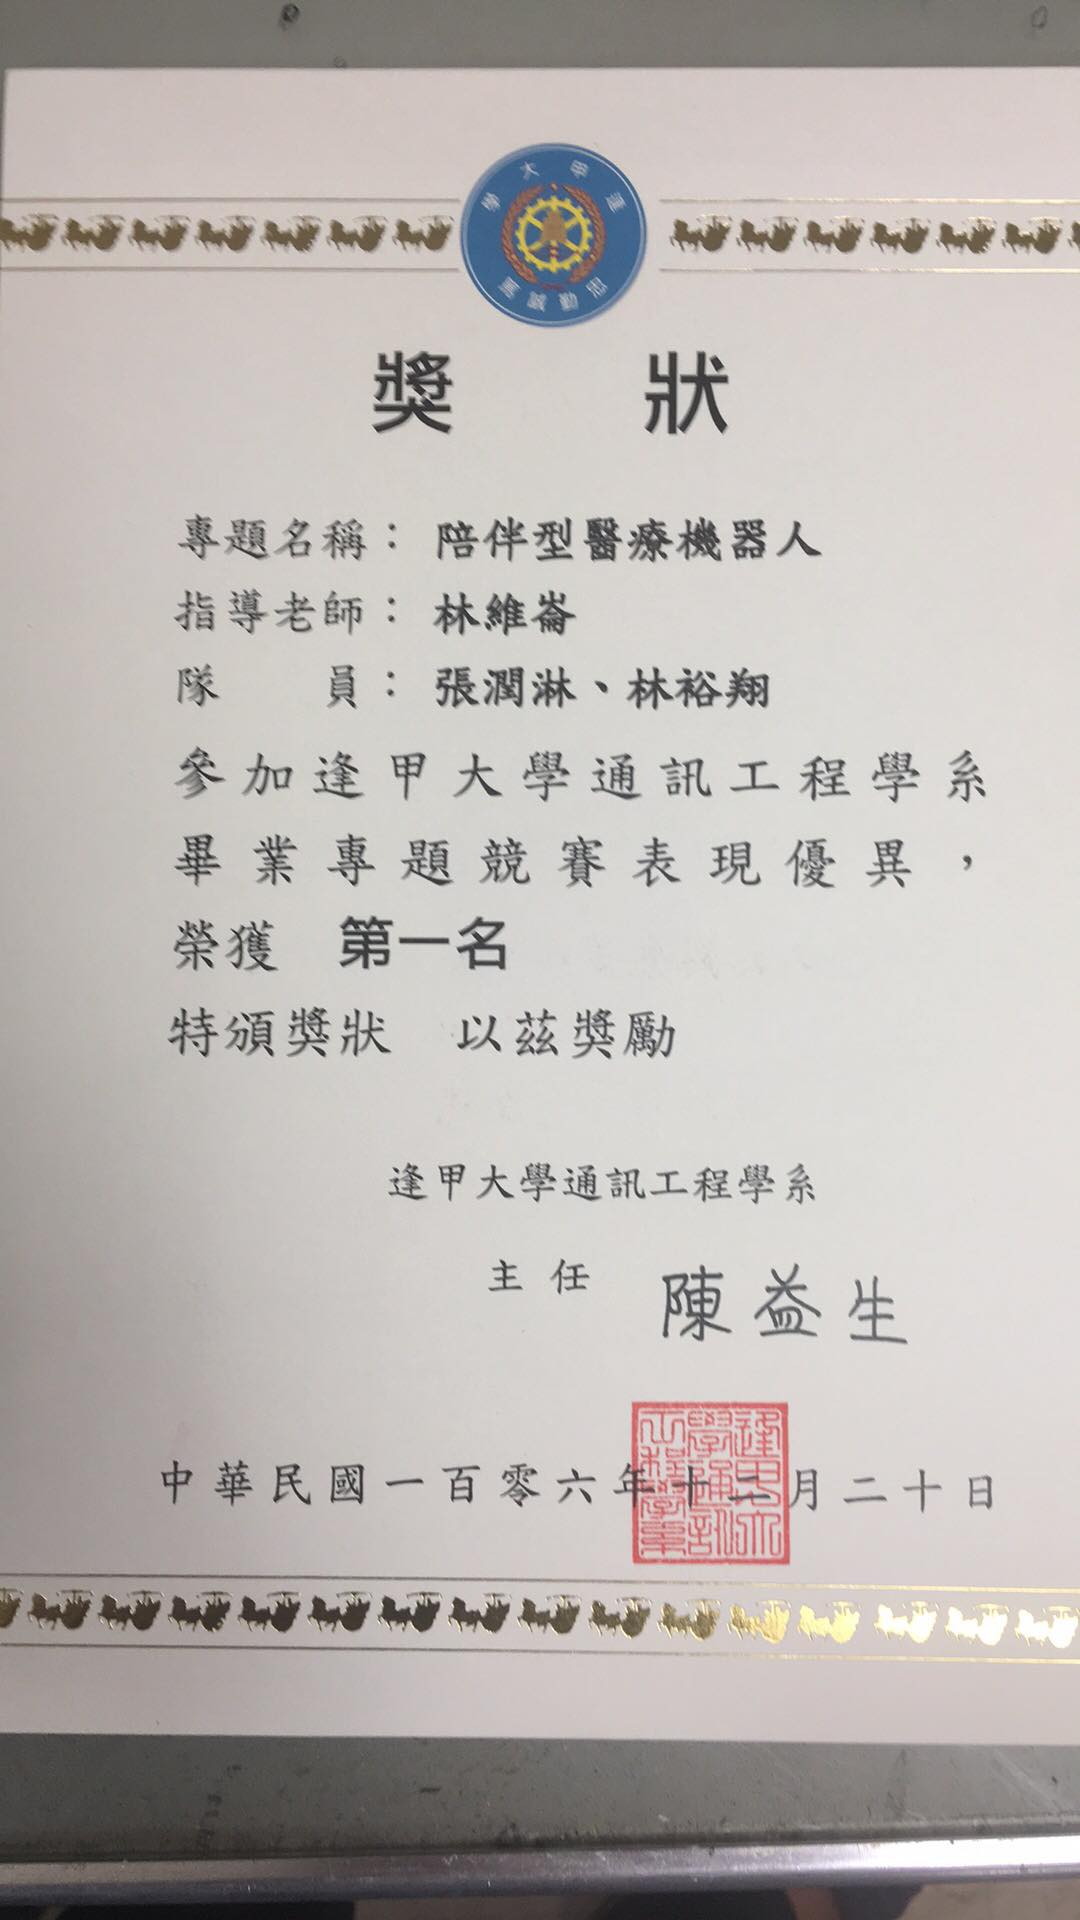 逢甲大學
忠勤誠篤
獎 狀
專題名稱：陪伴型醫療機器人
指導老師：林維崙
隊 員：張潤淋、林裕翔
參加逢甲大學通訊工程學系
畢業專題競賽表現優異，
榮獲 第一名
特頒獎狀 以茲獎勵
逢甲大學通訊工程學系
主任 陳益生
逢甲大學通訊工程學系
中華民國一百零六年十二月二十日